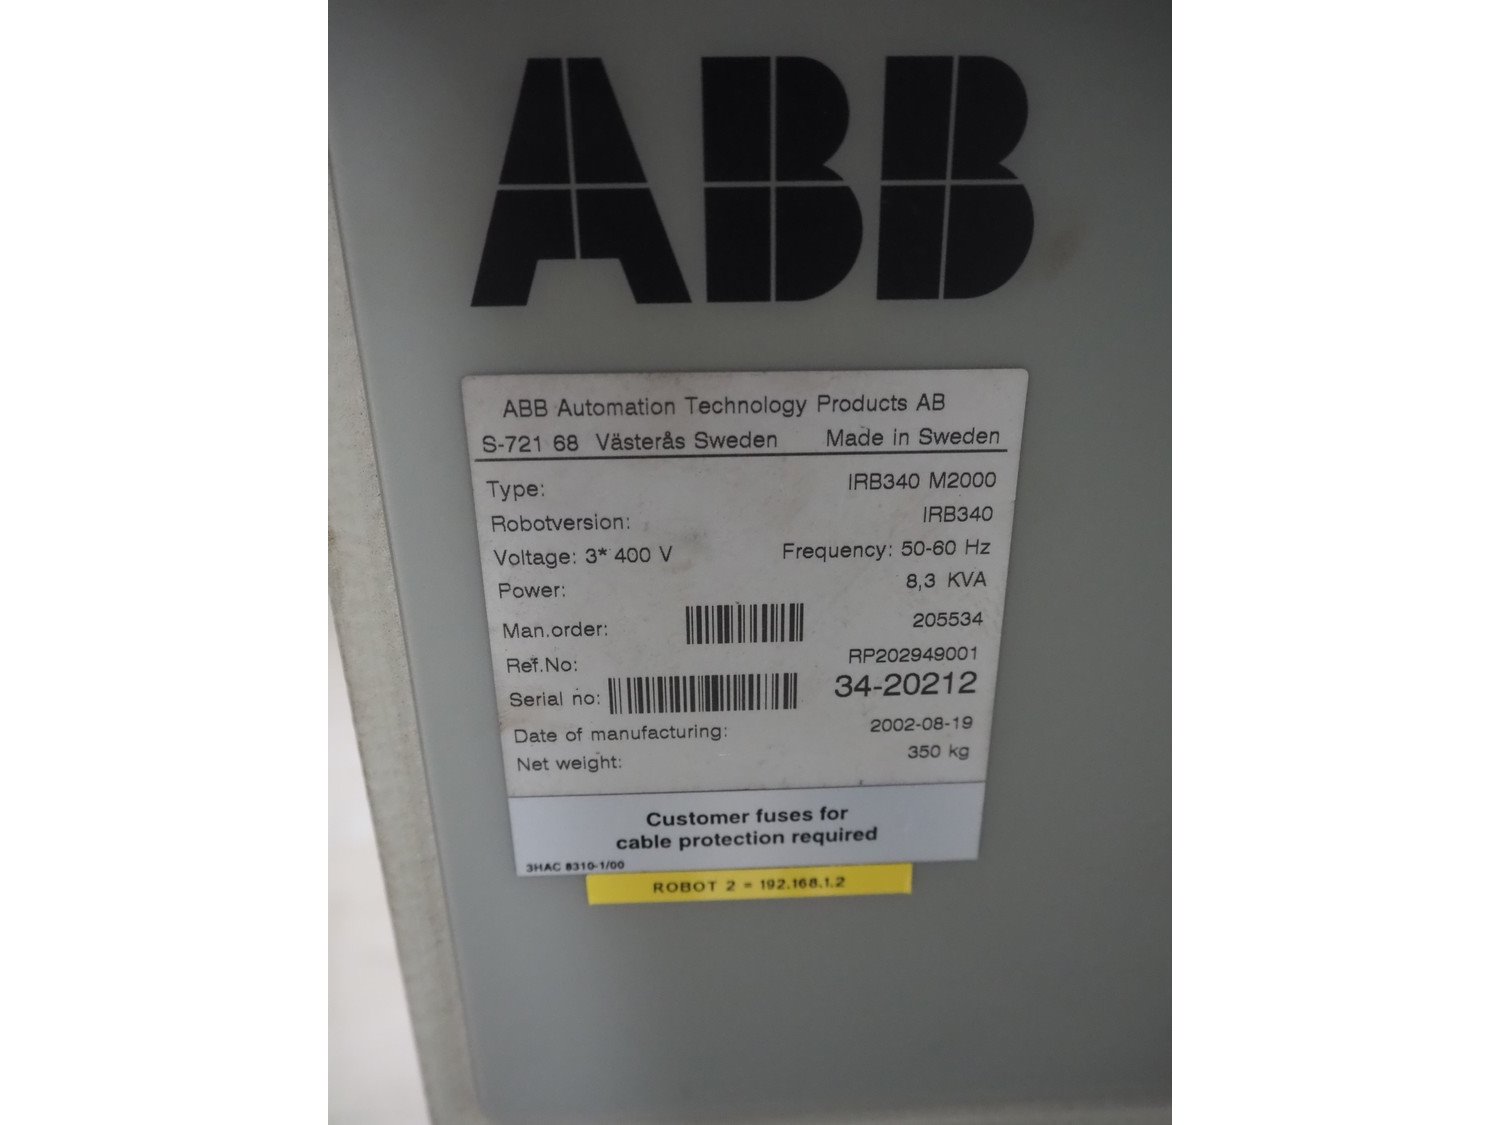 ABB
ABB Automation Technology Products AB
S-721 68 Västerås Sweden Made in Sweden
Type: IRB340 M2000
Robotversion: IRB340
Voltage: 3* 400 V Frequency: 50-60 Hz
Power: 8,3 KVA
Man.order: 205534
Ref.No: RP202949001
Serial no: 34-20212
Date of manufacturing: 2002-08-19
Net weight: 350 kg
Customer fuses for
cable protection required
3HAC 8310-1/00
ROBOT 2 = 192.168.1.2